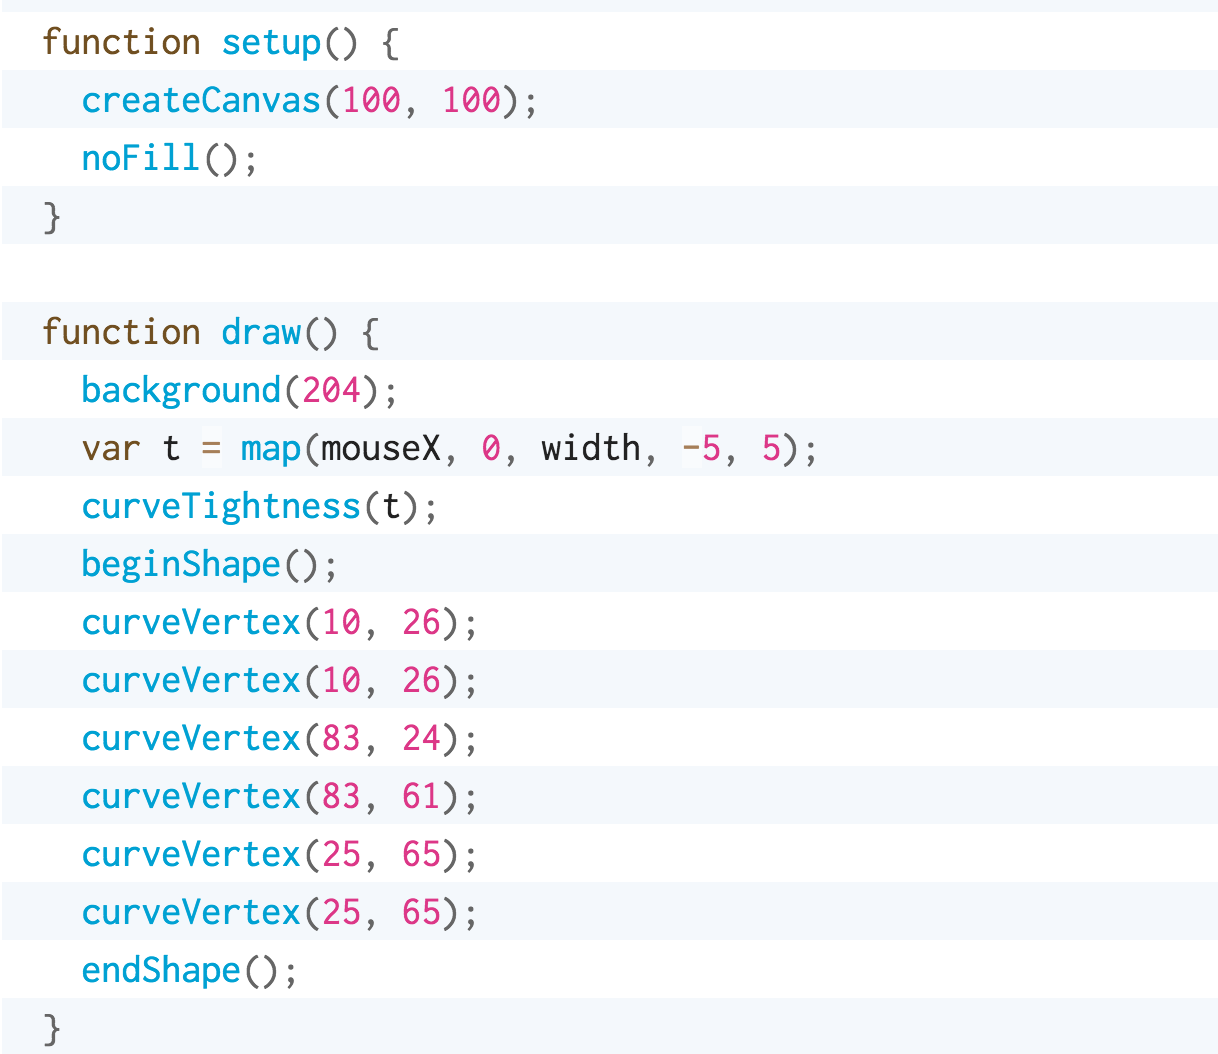 function setup() {
  createCanvas(100, 100);
  noFill();
}

function draw() {
  background(204);
  var t = map(mouseX, 0, width, -5, 5);
  curveTightness(t);
  beginShape();
  curveVertex(10, 26);
  curveVertex(10, 26);
  curveVertex(83, 24);
  curveVertex(83, 61);
  curveVertex(25, 65);
  curveVertex(25, 65);
  endShape();
}